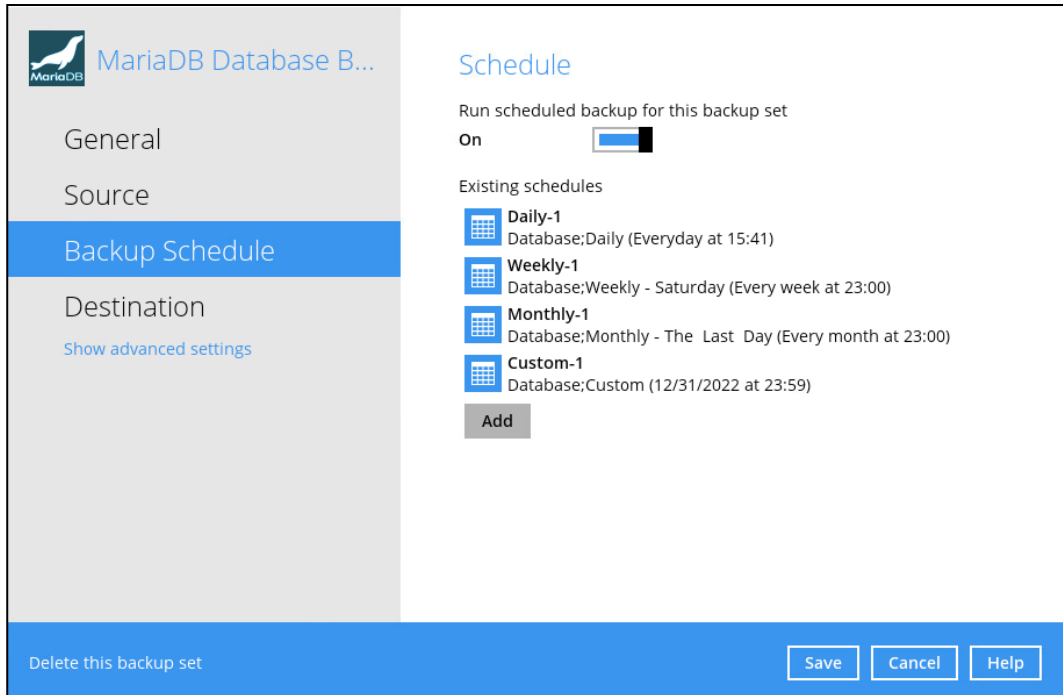 MariaDB
MariaDB Database B...
General
Source
Backup Schedule
Destination
Show advanced settings
Schedule
Run scheduled backup for this backup set
On
Existing schedules
Daily-1
Database;Daily (Everyday at 15:41)
Weekly-1
Database;Weekly - Saturday (Every week at 23:00)
Monthly-1
Database;Monthly - The Last Day (Every month at 23:00)
Custom-1
Database;Custom (12/31/2022 at 23:59)
Add
Delete this backup set
Save
Cancel
Help